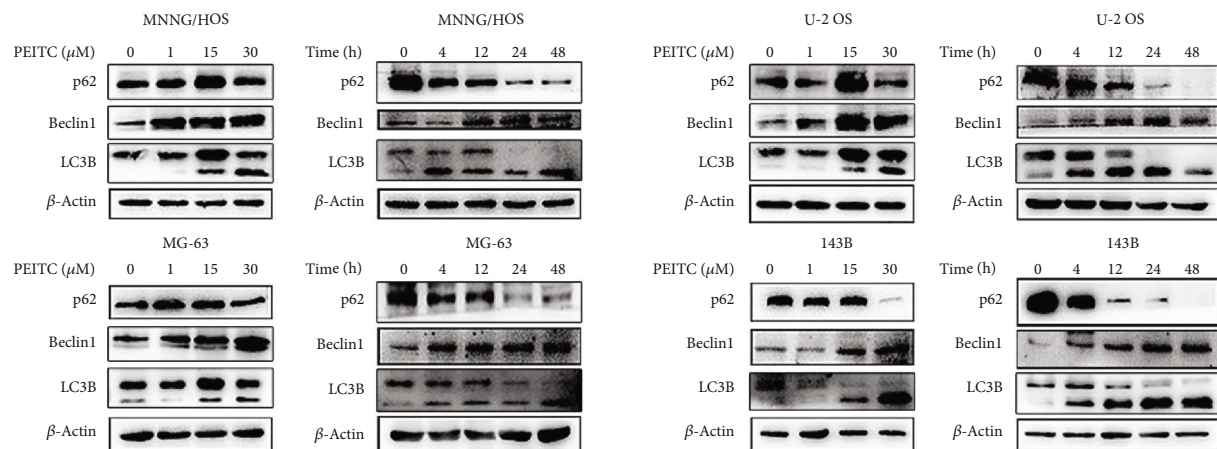 MNNG/HOS
PEITC (μM) 0 1 15 30
p62
Beclin1
LC3B
β-Actin
MNNG/HOS
Time (h) 0 4 12 24 48
p62
Beclin1
LC3B
β-Actin
U-2 OS
PEITC (μM) 0 1 15 30
p62
Beclin1
LC3B
β-Actin
U-2 OS
Time (h) 0 4 12 24 48
p62
Beclin1
LC3B
β-Actin
MG-63
PEITC (μM) 0 1 15 30
p62
Beclin1
LC3B
β-Actin
MG-63
Time (h) 0 4 12 24 48
p62
Beclin1
LC3B
β-Actin
143B
PEITC (μM) 0 1 15 30
p62
Beclin1
LC3B
β-Actin
143B
Time (h) 0 4 12 24 48
p62
Beclin1
LC3B
β-Actin